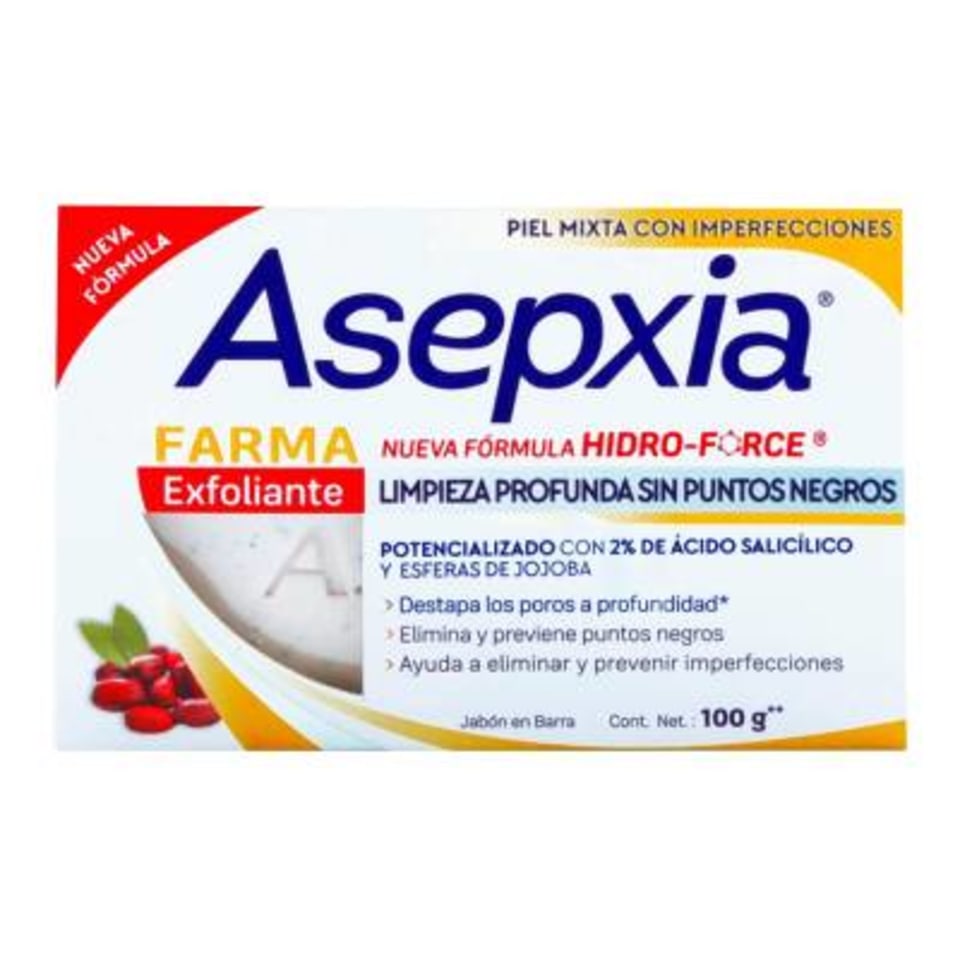 NUEVA
FÓRMULA
PIEL MIXTA CON IMPERFECCIONES
Asepxia®
FARMA
Exfoliante
NUEVA FÓRMULA HIDRO-FORCE®
LIMPIEZA PROFUNDA SIN PUNTOS NEGROS
POTENCIALIZADO CON 2% DE ÁCIDO SALICÍLICO
Y ESFERAS DE JOJOBA
> Destapa los poros a profundidad*
> Elimina y previene puntos negros
> Ayuda a eliminar y prevenir imperfecciones
A.
Jabón en Barra Cont. Net.: 100 g**